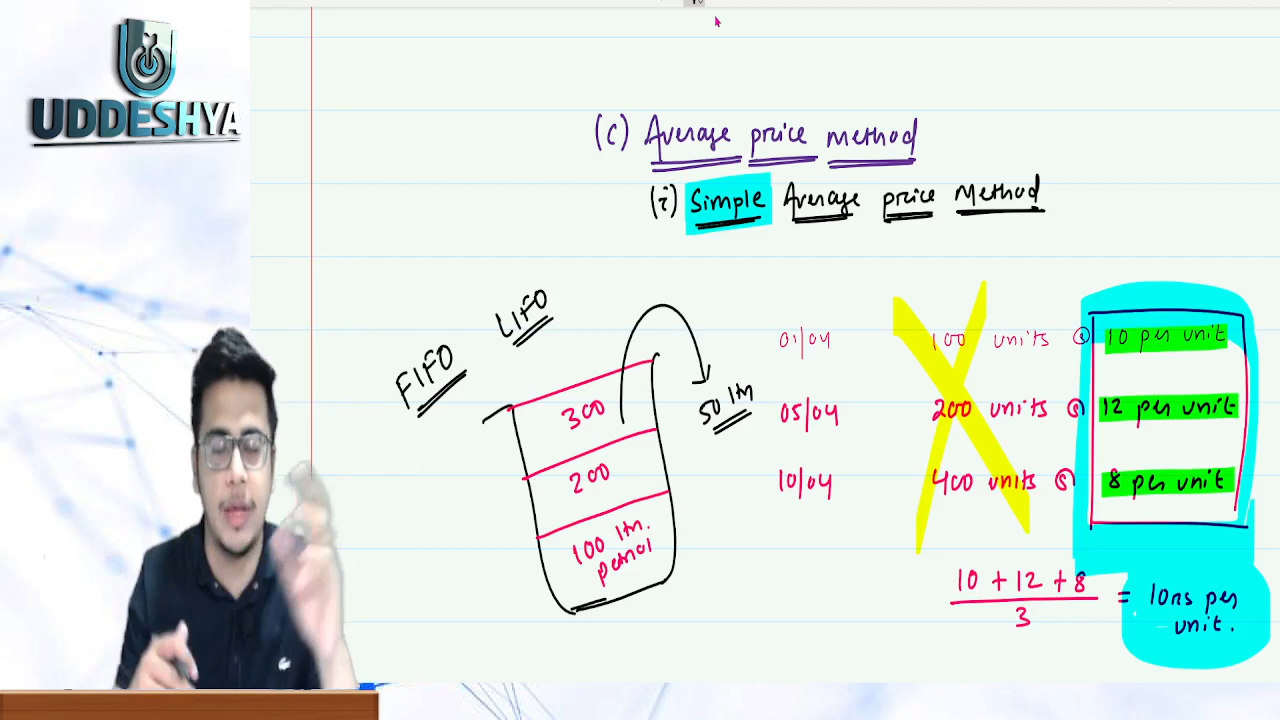 UDDESHYA
(C) Average price method
(i) Simple Average price Method
LIFO
FIFO
300
200
100 ltr.
petrol
50 ltr
01/04 100 units @ 10 per unit
05/04 200 units @ 12 per unit
10/04 400 units @ 8 per unit
10 + 12 + 8
3
= 10rs per
unit.